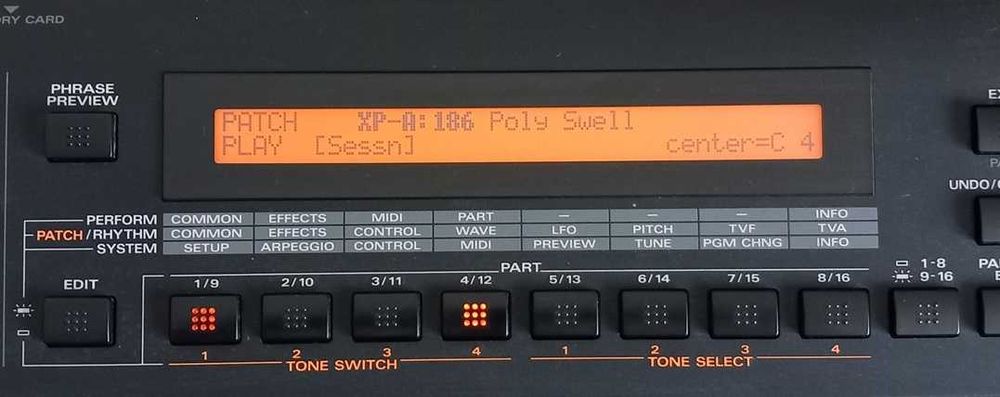 ORY CARD
PHRASE
PREVIEW
PATCH XP-A:186 Poly Swell
PLAY [Sessn] center=C 4
E
UNDO/
PERFORM COMMON EFFECTS MIDI PART — — — INFO
PATCH/RHYTHM COMMON EFFECTS CONTROL WAVE LFO PITCH TVF TVA
SYSTEM SETUP ARPEGGIO CONTROL MIDI PREVIEW TUNE PGM CHNG INFO
PART
1-8
9-16
PA
EDIT
1/9 2/10 3/11 4/12 5/13 6/14 7/15 8/16
1 2 3 4 1 2 3 4
TONE SWITCH TONE SELECT